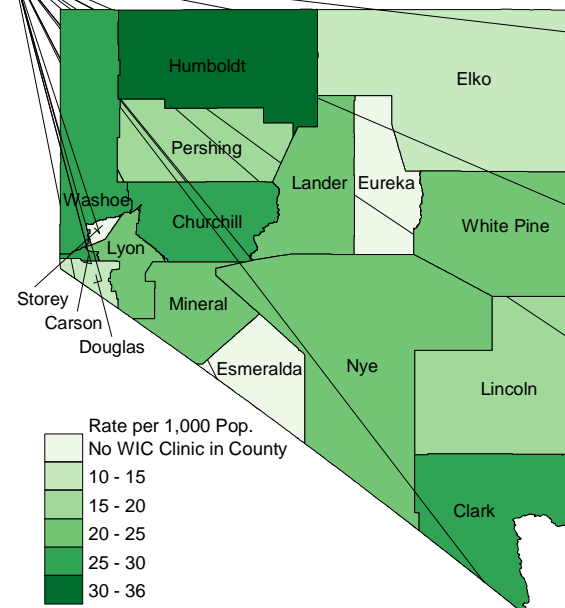 Humboldt
Elko
Pershing
Lander
Eureka
Washoe
Churchill
White Pine
Lyon
Storey
Mineral
Carson
Douglas
Esmeralda
Nye
Lincoln
Clark
Rate per 1,000 Pop.
No WIC Clinic in County
10 - 15
15 - 20
20 - 25
25 - 30
30 - 36